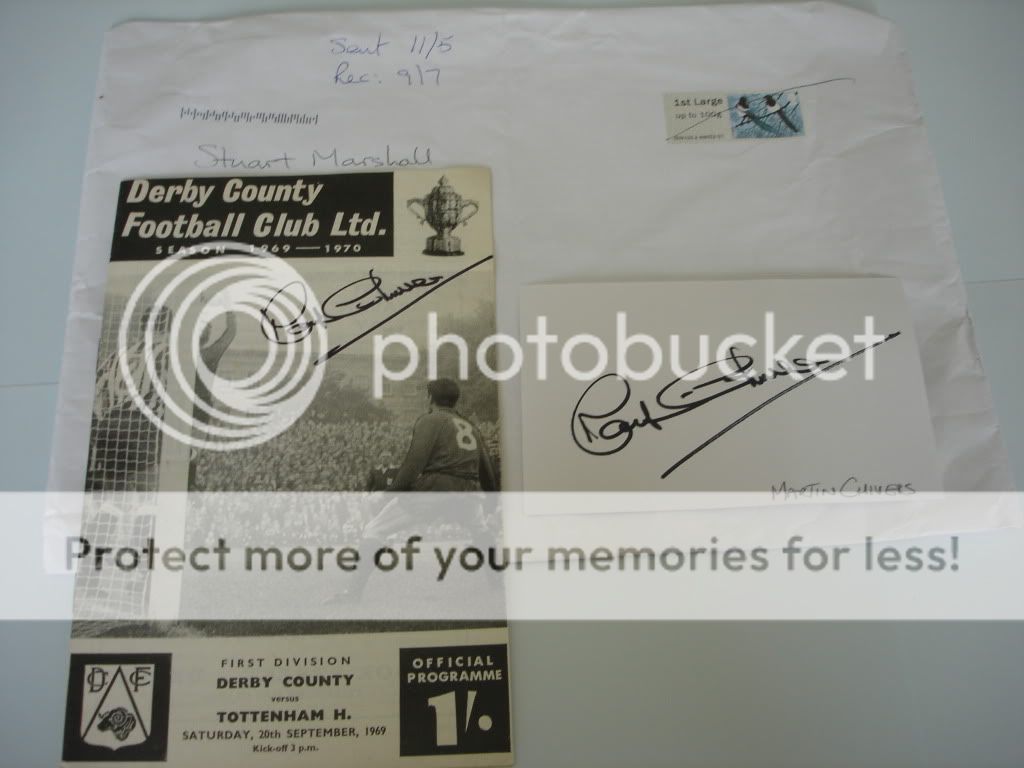 Sent 11/5
Rec: 9/7
1st Large
up to 100g
Stuart Marshall
Derby County
Football Club Ltd.
SEASON 1969 — 1970
8
photobucket
MARTIN CHIVERS
Protect more of your memories for less!
DCFC
FIRST DIVISION
DERBY COUNTY
versus
TOTTENHAM H.
SATURDAY, 20th SEPTEMBER, 1969
Kick-off 3 p.m.
OFFICIAL
PROGRAMME
1/-